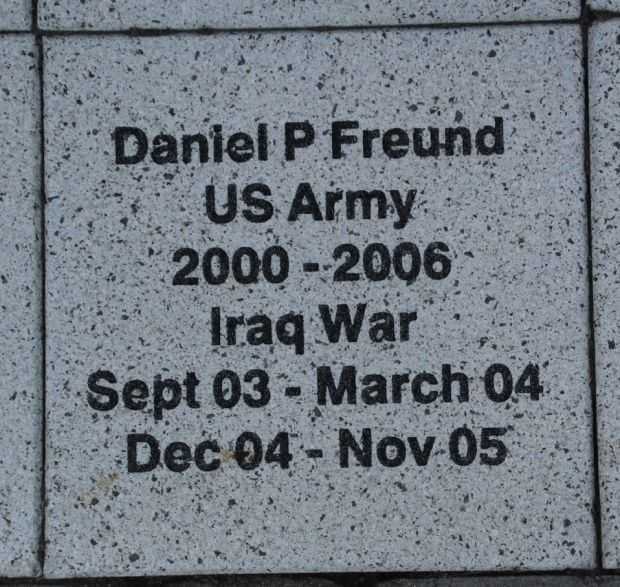 Daniel P Freund
US Army
2000 - 2006
Iraq War
Sept 03 - March 04
Dec 04 - Nov 05